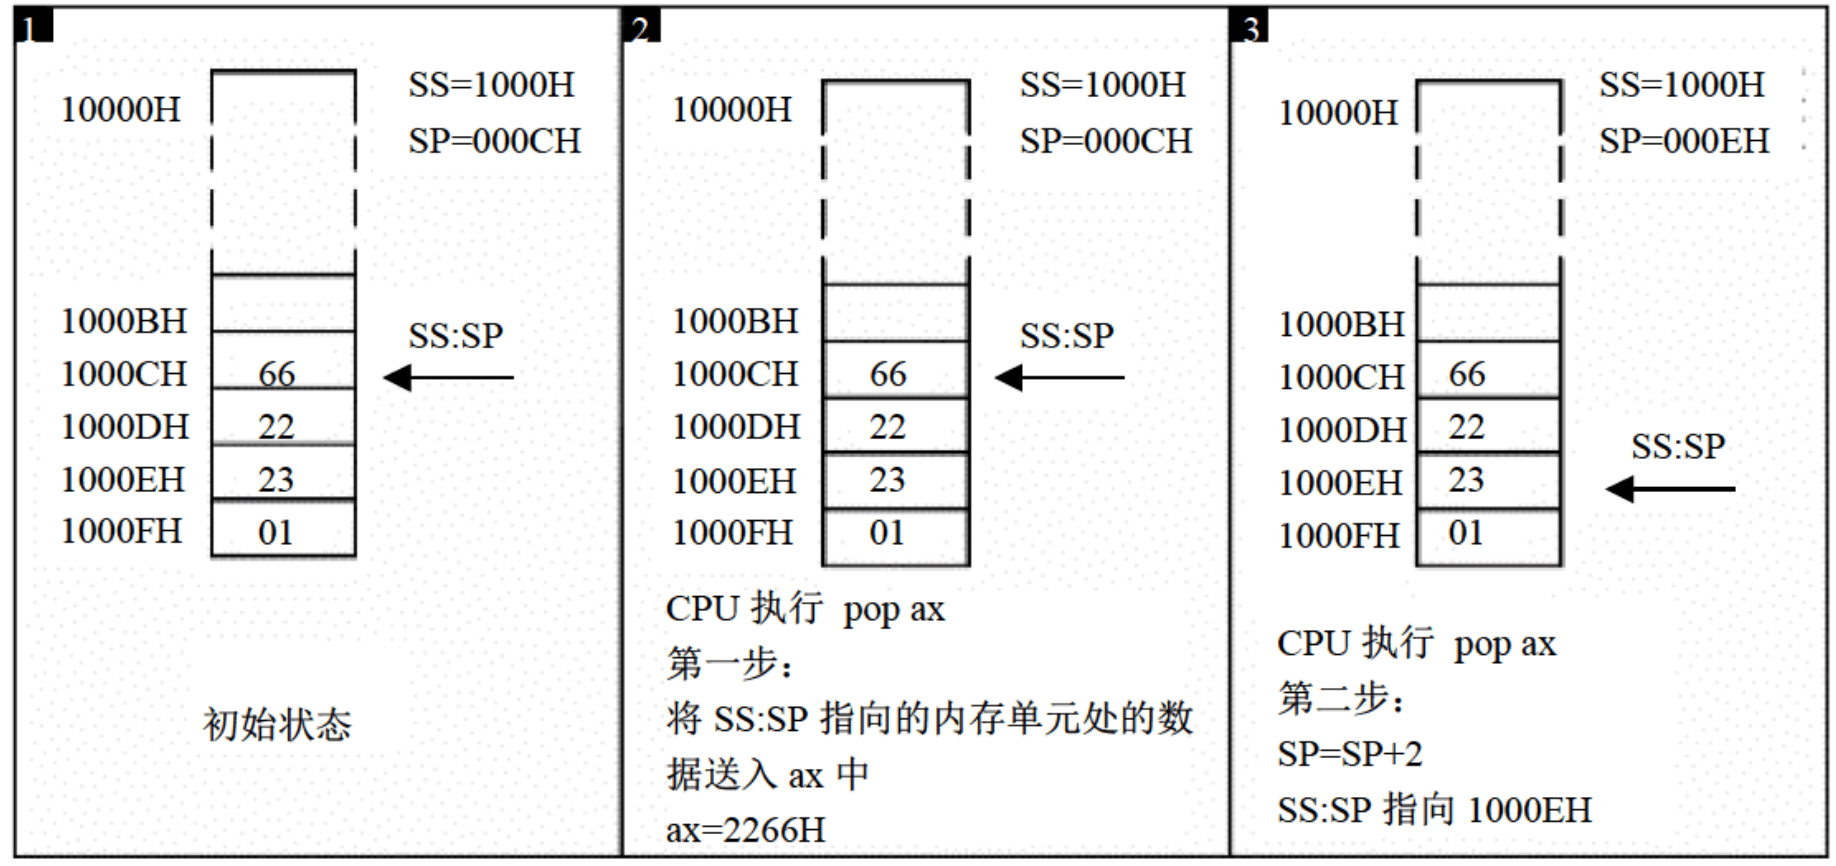 1
10000H
SS=1000H
SP=000CH
1000BH
SS:SP
1000CH 66
1000DH 22
1000EH 23
1000FH 01
初始状态
2
10000H
SS=1000H
SP=000CH
1000BH
SS:SP
1000CH 66
1000DH 22
1000EH 23
1000FH 01
CPU 执行 pop ax
第一步：
将 SS:SP 指向的内存单元处的数
据送入 ax 中
ax=2266H
3
10000H
SS=1000H
SP=000EH
1000BH
1000CH 66
1000DH 22
SS:SP
1000EH 23
1000FH 01
CPU 执行 pop ax
第二步：
SP=SP+2
SS:SP 指向 1000EH